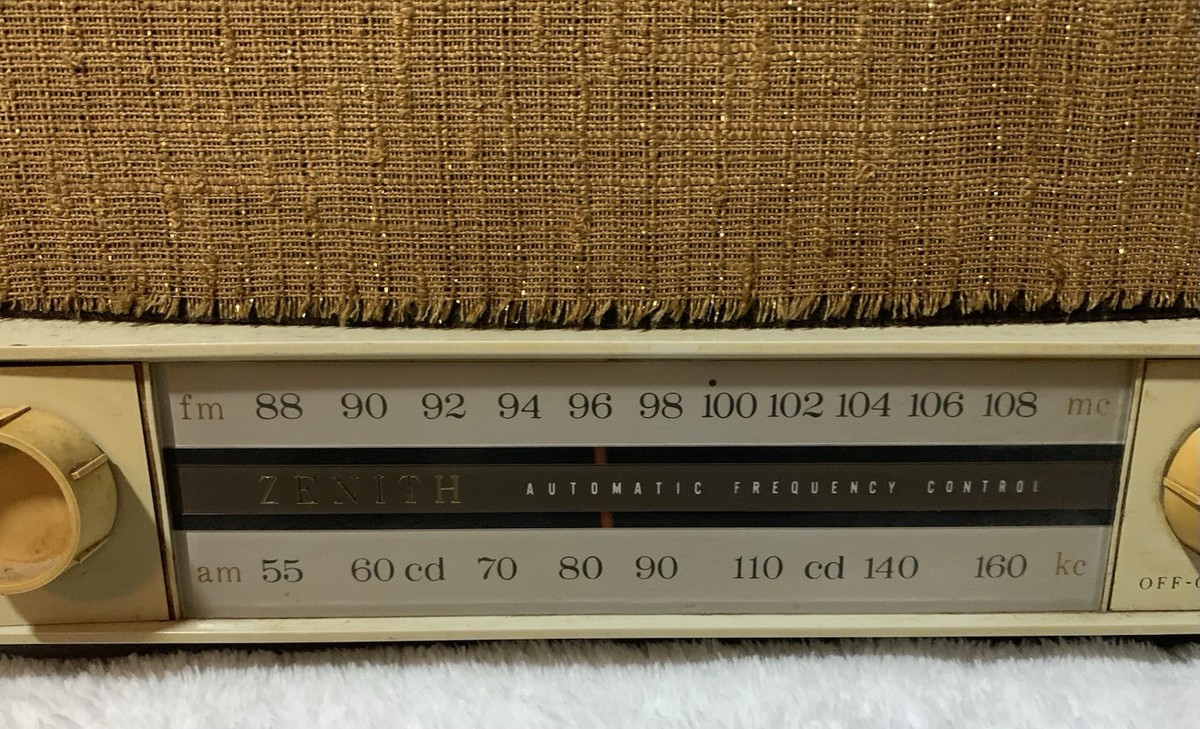 fm 88 90 92 94 96 98 100 102 104 106 108 mc
ZENITH AUTOMATIC FREQUENCY CONTROL
am 55 60 cd 70 80 90 110 cd 140 160 kc
OFF-